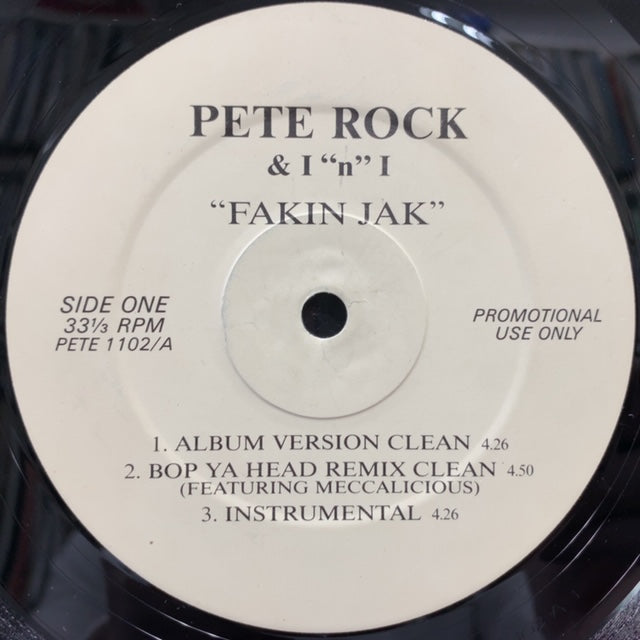 PETE ROCK
& I “n” I
“FAKIN JAK”
SIDE ONE
33⅓ RPM
PETE 1102/A
PROMOTIONAL
USE ONLY
1. ALBUM VERSION CLEAN 4.26
2. BOP YA HEAD REMIX CLEAN 4.50
(FEATURING MECCALICIOUS)
3. INSTRUMENTAL 4.26